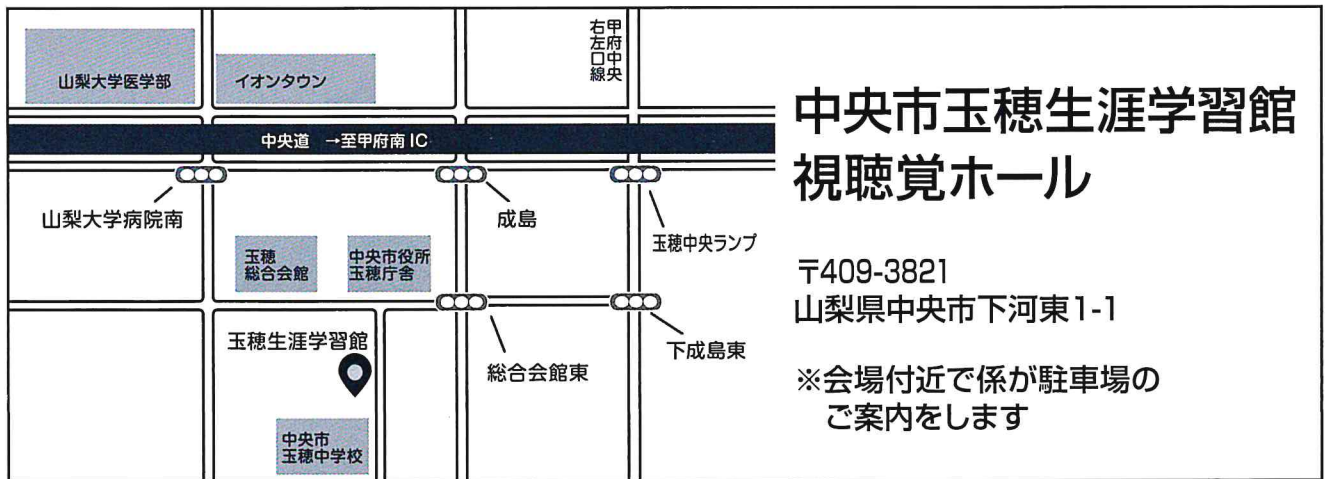 山梨大学医学部
イオンタウン
甲府中央
右左口線
中央道 →至甲府南IC
山梨大学病院南
成島
玉穂中央ランプ
玉穂
総合会館
中央市役所
玉穂庁舎
玉穂生涯学習館
総合会館東
下成島東
中央市
玉穂中学校
中央市玉穂生涯学習館
視聴覚ホール
〒409-3821
山梨県中央市下河東1-1
※会場付近で係が駐車場の
ご案内をします